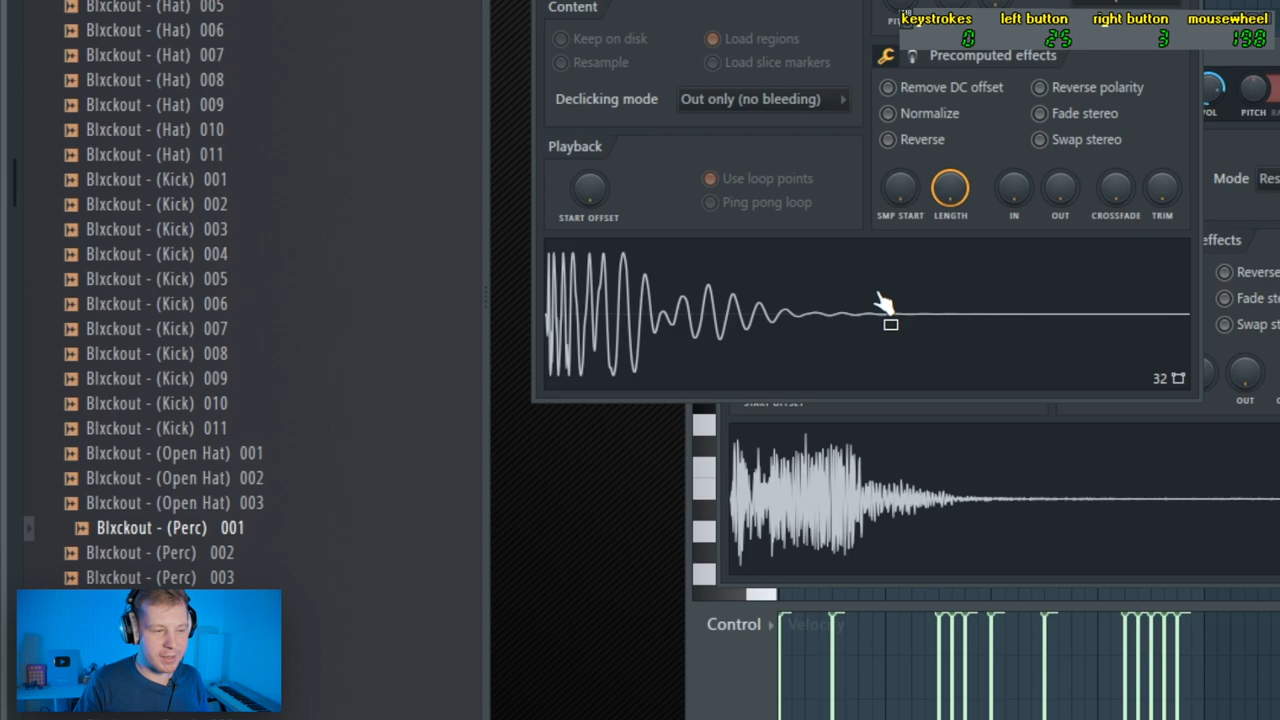 Blxckout - (Hat) 005
Blxckout - (Hat) 006
Blxckout - (Hat) 007
Blxckout - (Hat) 008
Blxckout - (Hat) 009
Blxckout - (Hat) 010
Blxckout - (Hat) 011
Blxckout - (Kick) 001
Blxckout - (Kick) 002
Blxckout - (Kick) 003
Blxckout - (Kick) 004
Blxckout - (Kick) 005
Blxckout - (Kick) 006
Blxckout - (Kick) 007
Blxckout - (Kick) 008
Blxckout - (Kick) 009
Blxckout - (Kick) 010
Blxckout - (Kick) 011
Blxckout - (Open Hat) 001
Blxckout - (Open Hat) 002
Blxckout - (Open Hat) 003
Blxckout - (Perc) 001
Blxckout - (Perc) 002
Blxckout - (Perc) 003
Content
Keep on disk Load regions
Resample Load slice markers
Declicking mode Out only (no bleeding)
Playback
Use loop points
Ping pong loop
START OFFSET
keystrokes left button right button mousewheel
0 25 3 198
Precomputed effects
Remove DC offset Reverse polarity
Normalize Fade stereo
Reverse Swap stereo
SMP START LENGTH IN OUT CROSSFADE TRIM
32
VOL PITCH
Mode
effects
OUT
Control Velocity